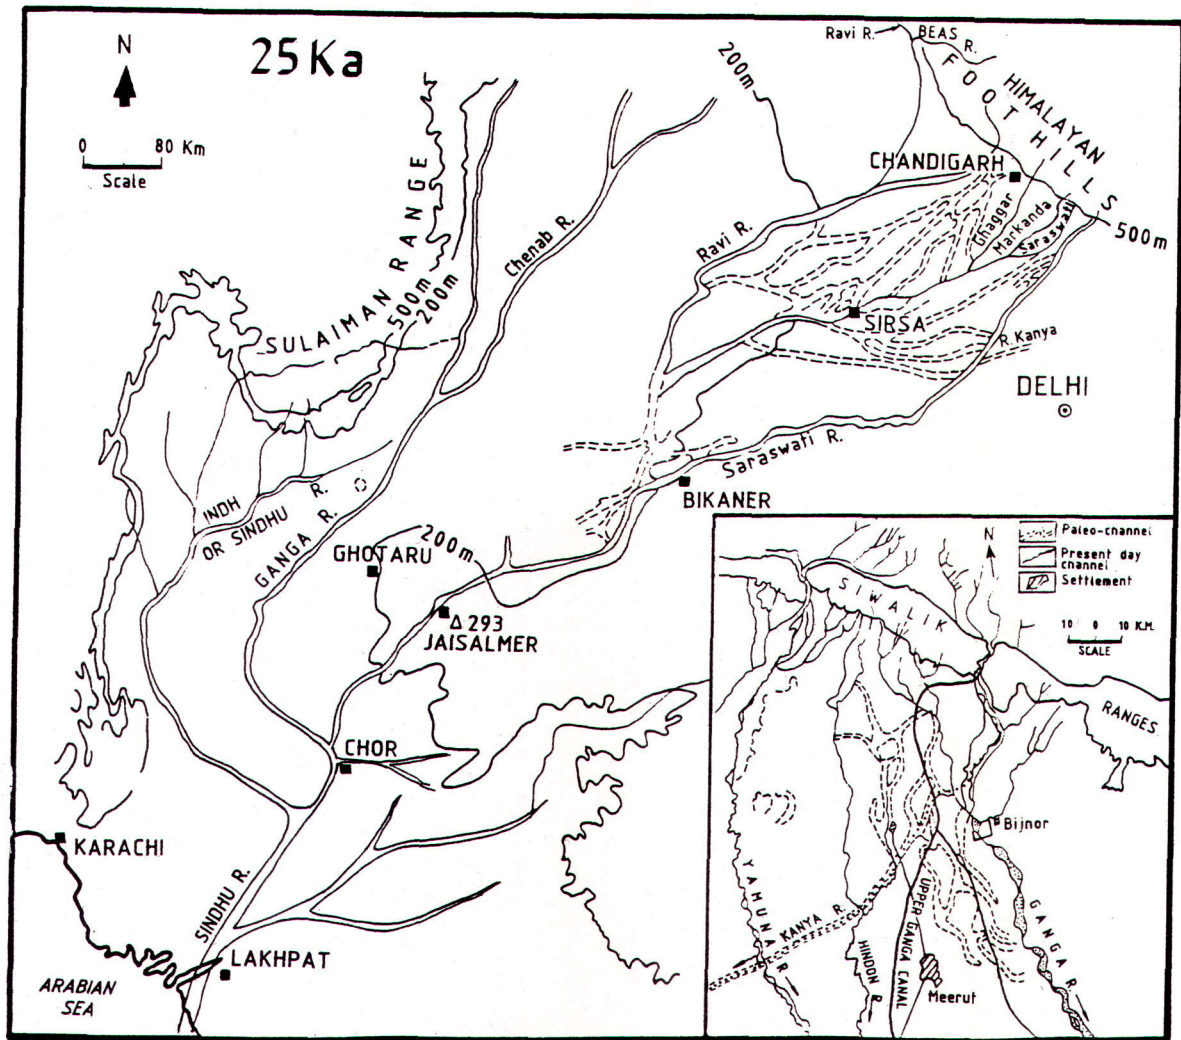 N
25 Ka
0 80 Km
Scale
Ravi R.
BEAS R.
FOOT HILLS
HIMALAYAN
200m
CHANDIGARH
Ghaggar
Markanda
Saraswati
500m
SULAIMAN RANGE
500m
200m
Chenab R.
Ravi R.
SIRSA
R. Kanya
DELHI
Saraswati R.
BIKANER
INDH R.
OR SINDHU
GANGA R.
GHOTARU
200m
Δ 293
JAISALMER
CHOR
KARACHI
SINDHU R.
LAKHPAT
ARABIAN
SEA
N
Paleo-channel
Present day
channel
Settlement
10 0 10 K.M.
SCALE
SIWALIK
RANGES
Bijnor
YAMUNA R.
KANYA R.
HINDON R.
UPPER GANGA CANAL
GANGA R.
Meerut